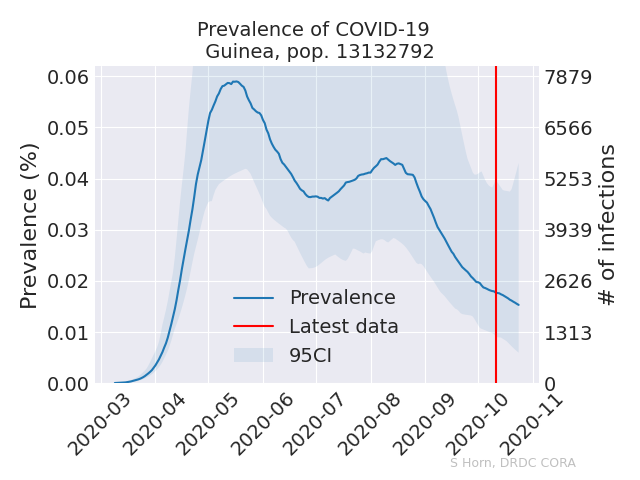 Prevalence of COVID-19
Guinea, pop. 13132792
Prevalence (%)
0.06
0.05
0.04
0.03
0.02
0.01
0.00
7879
6566
5253
3939
2626
1313
0
# of infections
Prevalence
Latest data
95CI
2020-03
2020-04
2020-05
2020-06
2020-07
2020-08
2020-09
2020-10
2020-11
S Horn, DRDC CORA